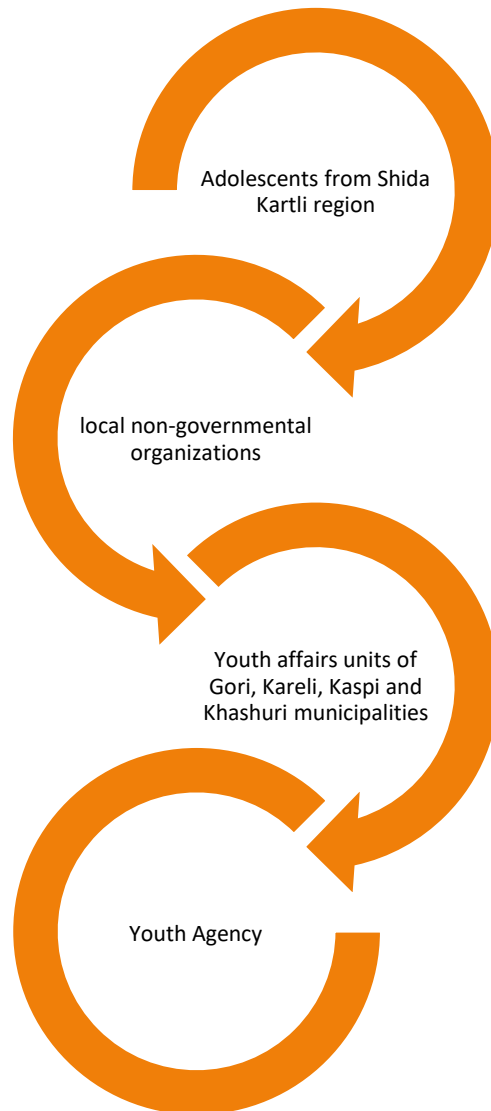 Adolescents from Shida
Kartli region
local non-governmental
organizations
Youth affairs units of
Gori, Kareli, Kaspi and
Khashuri municipalities
Youth Agency